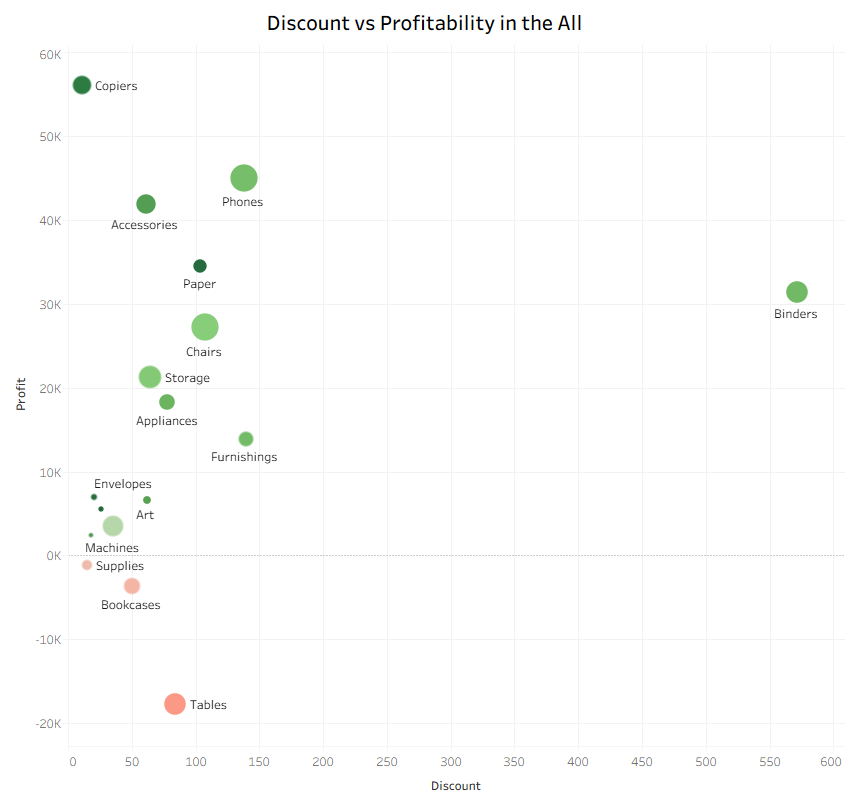 Discount vs Profitability in the All
60K
Copiers
50K
Phones
Accessories
40K
Paper
Binders
30K
Chairs
Storage
20K
Appliances
Furnishings
10K
Envelopes
Art
Machines
0K
Supplies
Bookcases
-10K
Tables
-20K
Profit
0 50 100 150 200 250 300 350 400 450 500 550 600
Discount